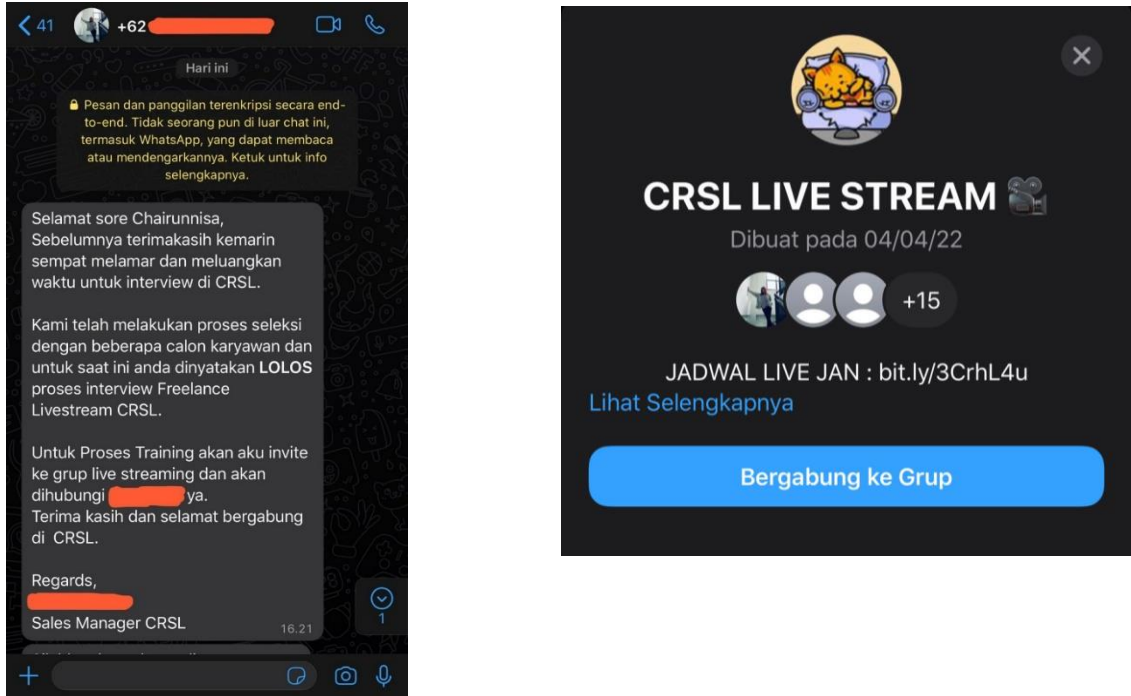 41
+62
Hari ini
Pesan dan panggilan terenkripsi secara end-
to-end. Tidak seorang pun di luar chat ini,
termasuk WhatsApp, yang dapat membaca
atau mendengarkannya. Ketuk untuk info
selengkapnya.
Selamat sore Chairunnisa,
Sebelumnya terimakasih kemarin
sempat melamar dan meluangkan
waktu untuk interview di CRSL.
Kami telah melakukan proses seleksi
dengan beberapa calon karyawan dan
untuk saat ini anda dinyatakan LOLOS
proses interview Freelance
Livestream CRSL.
Untuk Proses Training akan aku invite
ke grup live streaming dan akan
dihubungi ya.
Terima kasih dan selamat bergabung
di CRSL.
Regards,
Sales Manager CRSL
16.21
1
CRSL LIVE STREAM
Dibuat pada 04/04/22
+15
JADWAL LIVE JAN : bit.ly/3CrhL4u
Lihat Selengkapnya
Bergabung ke Grup